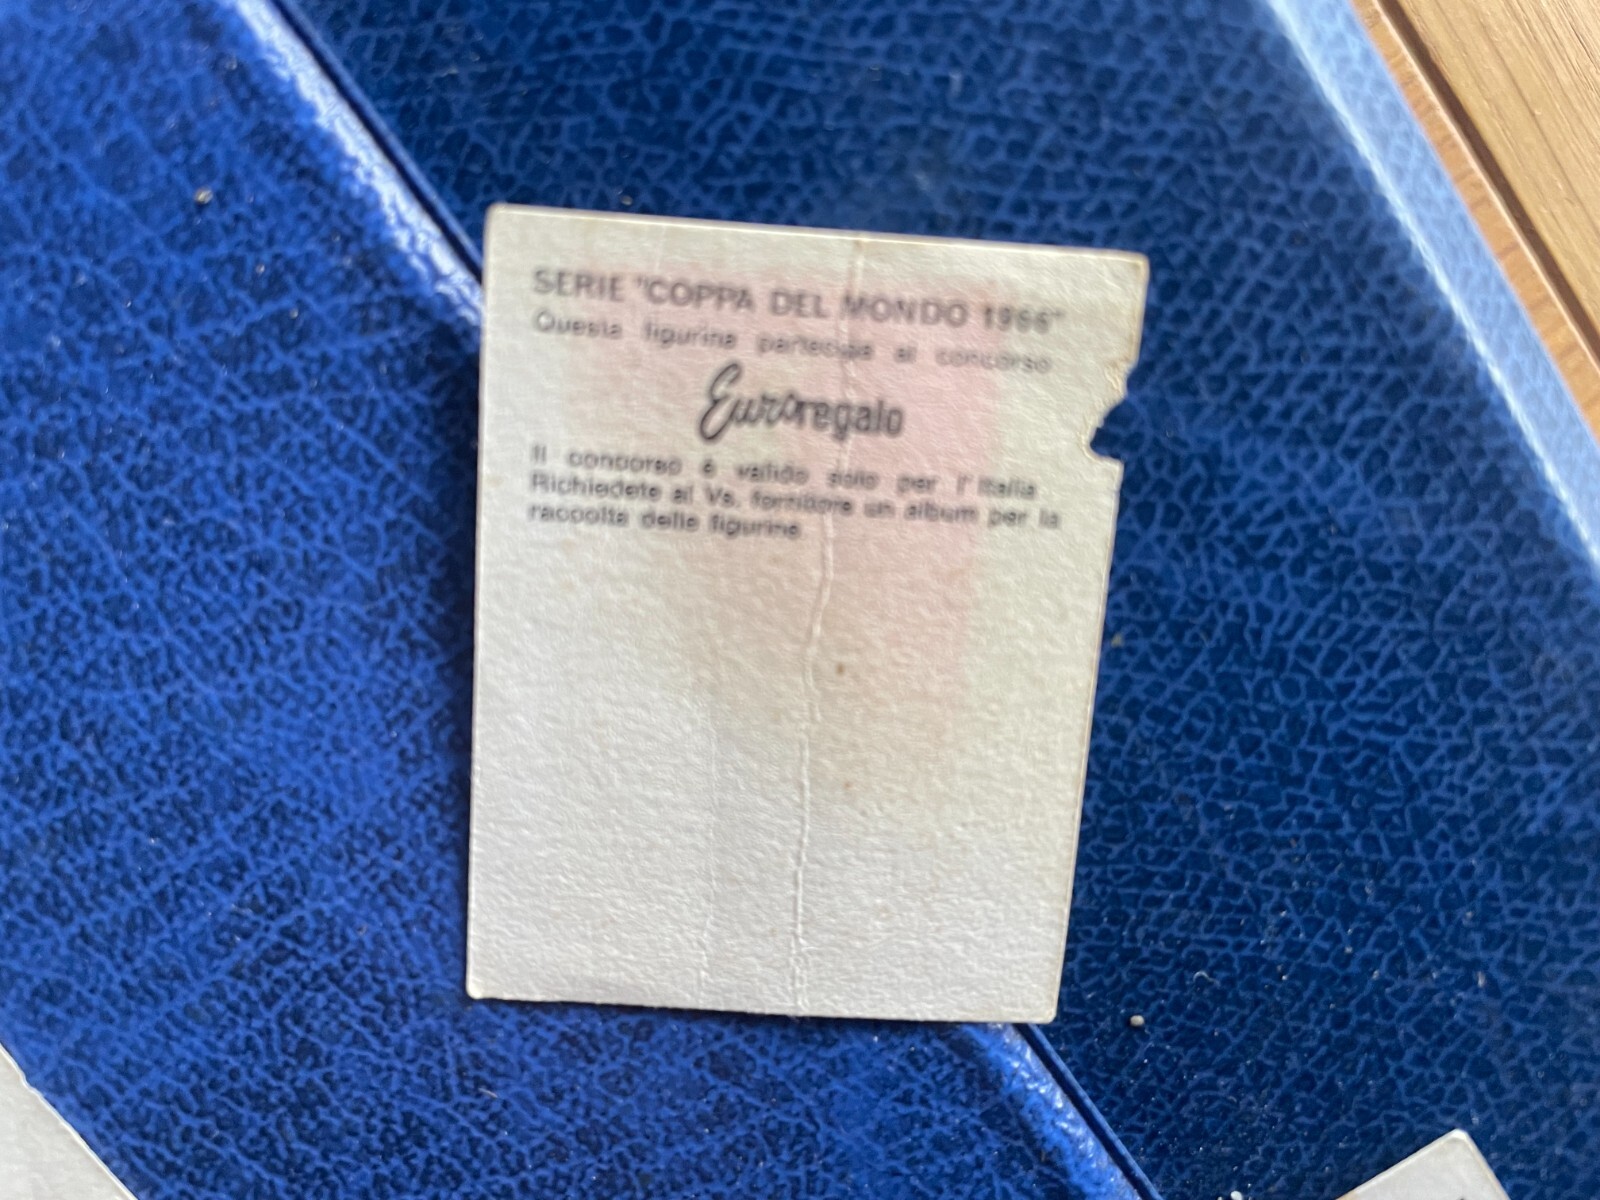 SERIE "COPPA DEL MONDO 1966"
Questa figurina partecipa al concorso
Euroregalo
Il concorso è valido solo per l'Italia
Richiedete al Vs. fornitore un album per la
raccolta delle figurine